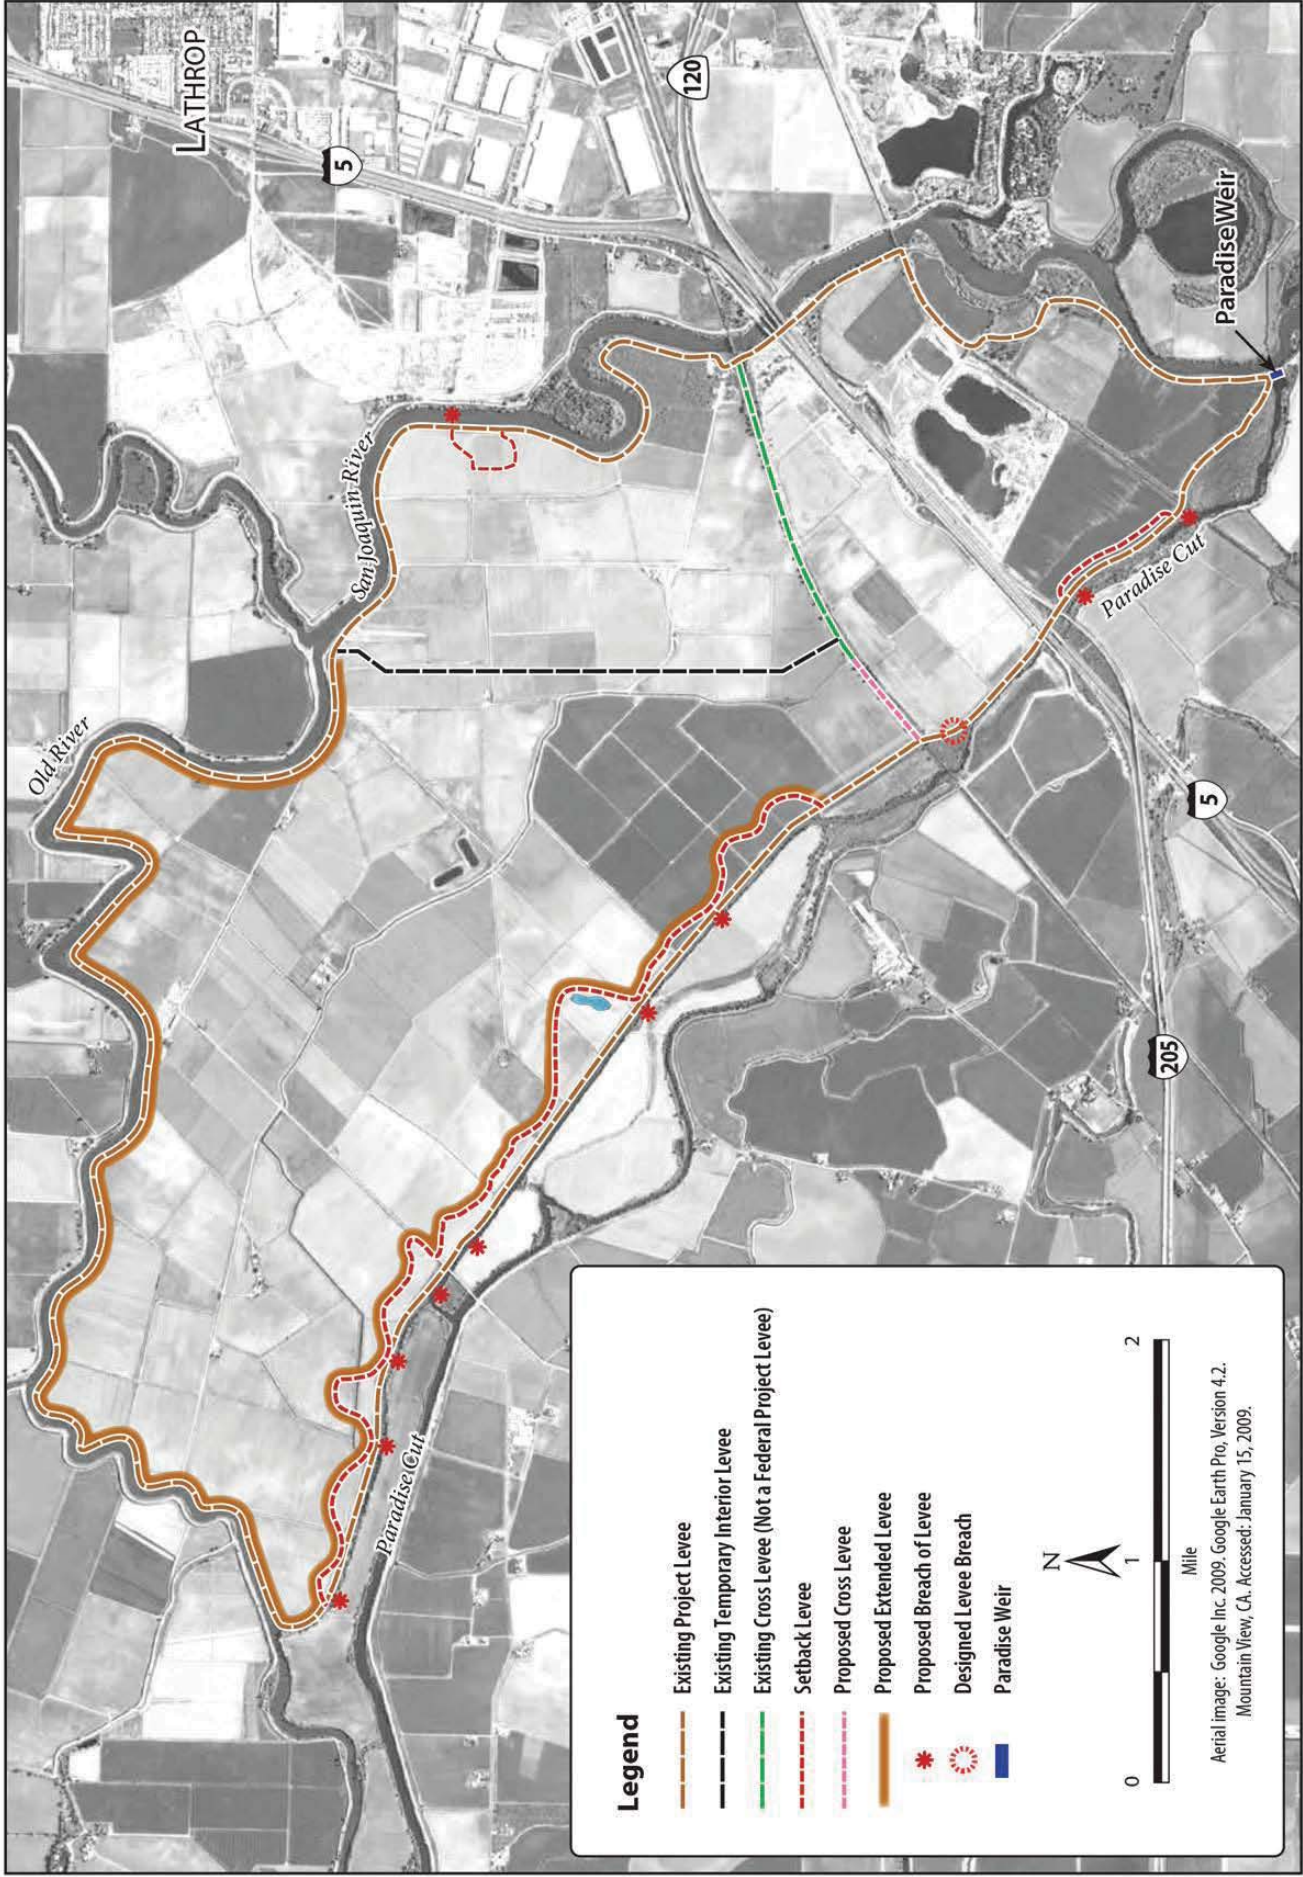 LATHROP
5
120
San Joaquin River
Old River
Paradise Weir
Paradise Cut
5
205
Paradise Cut
Legend
Existing Project Levee
Existing Temporary Interior Levee
Existing Cross Levee (Not a Federal Project Levee)
Setback Levee
Proposed Cross Levee
Proposed Extended Levee
Proposed Breach of Levee
Designed Levee Breach
Paradise Weir
N
0 1 2
Mile
Aerial image: Google Inc. 2009. Google Earth Pro, Version 4.2.
Mountain View, CA. Accessed: January 15, 2009.